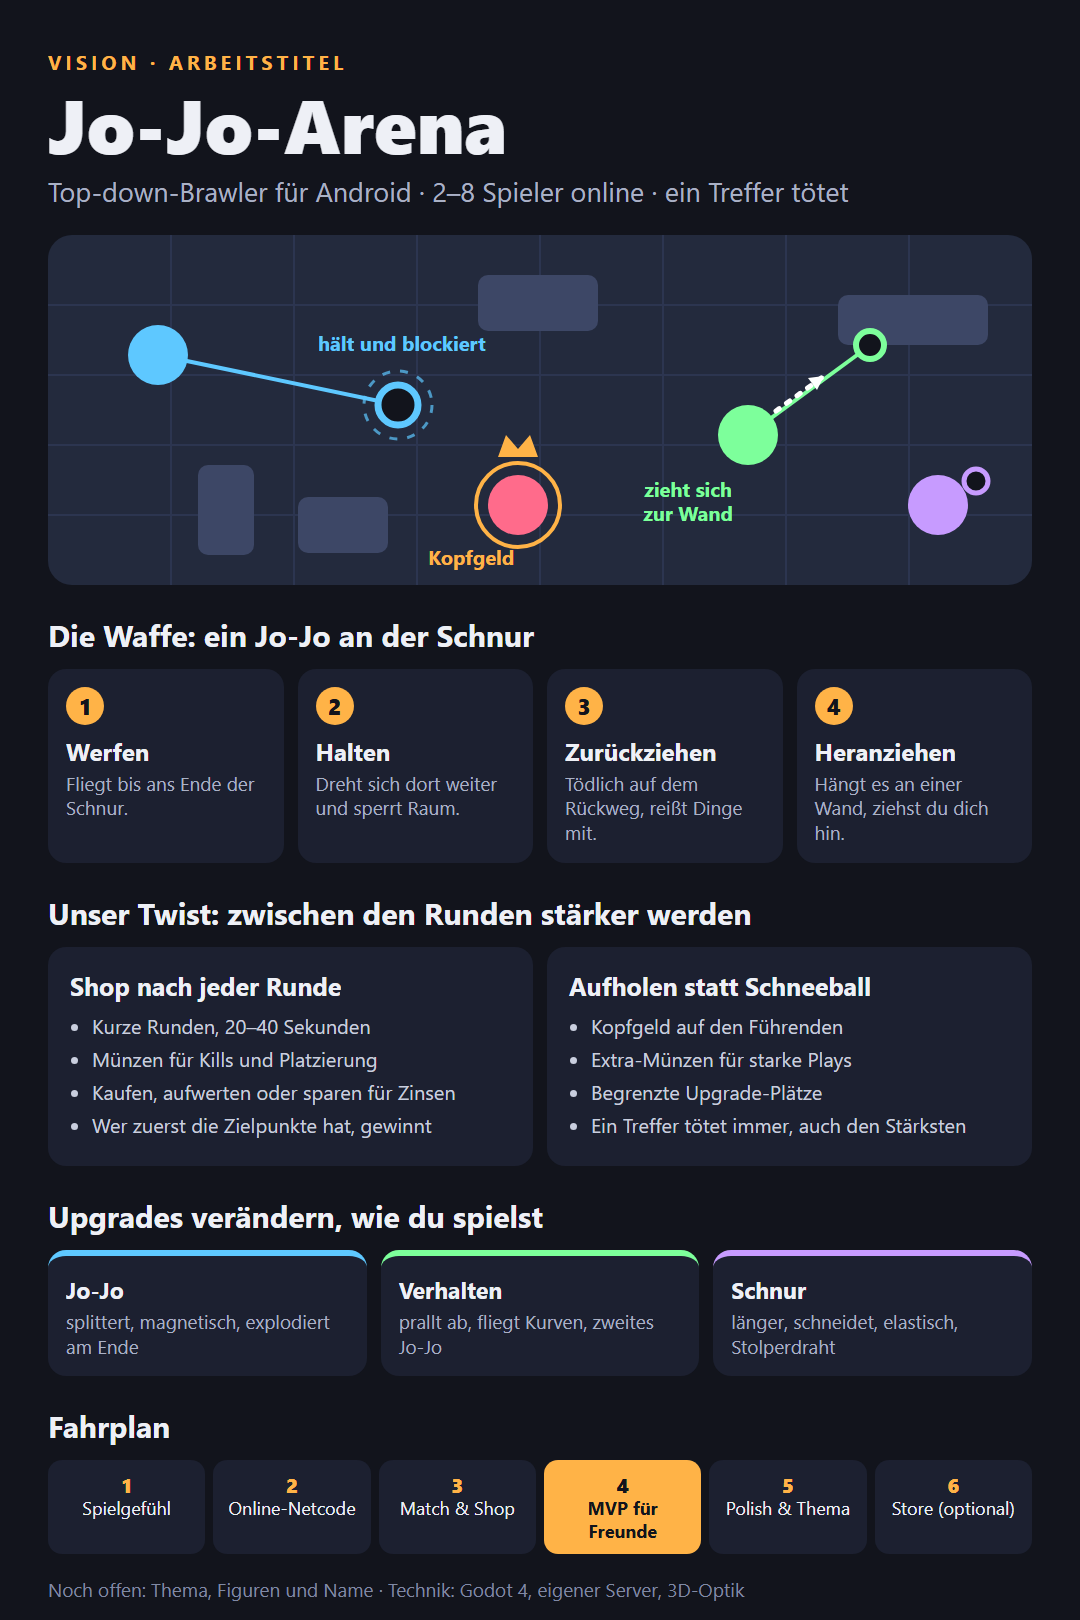 VISION · ARBEITSTITEL
Jo-Jo-Arena
Top-down-Brawler für Android · 2–8 Spieler online · ein Treffer tötet
hält und blockiert
zieht sich
zur Wand
Kopfgeld
Die Waffe: ein Jo-Jo an der Schnur
1
Werfen
Fliegt bis ans Ende der
Schnur.
2
Halten
Dreht sich dort weiter
und sperrt Raum.
3
Zurückziehen
Tödlich auf dem
Rückweg, reißt Dinge
mit.
4
Heranziehen
Hängt es an einer
Wand, ziehst du dich
hin.
Unser Twist: zwischen den Runden stärker werden
Shop nach jeder Runde
• Kurze Runden, 20–40 Sekunden
• Münzen für Kills und Platzierung
• Kaufen, aufwerten oder sparen für Zinsen
• Wer zuerst die Zielpunkte hat, gewinnt
Aufholen statt Schneeball
• Kopfgeld auf den Führenden
• Extra-Münzen für starke Plays
• Begrenzte Upgrade-Plätze
• Ein Treffer tötet immer, auch den Stärksten
Upgrades verändern, wie du spielst
Jo-Jo
splittert, magnetisch, explodiert
am Ende
Verhalten
prallt ab, fliegt Kurven, zweites
Jo-Jo
Schnur
länger, schneidet, elastisch,
Stolperdraht
Fahrplan
1
Spielgefühl
2
Online-Netcode
3
Match & Shop
4
MVP für
Freunde
5
Polish & Thema
6
Store (optional)
Noch offen: Thema, Figuren und Name · Technik: Godot 4, eigener Server, 3D-Optik